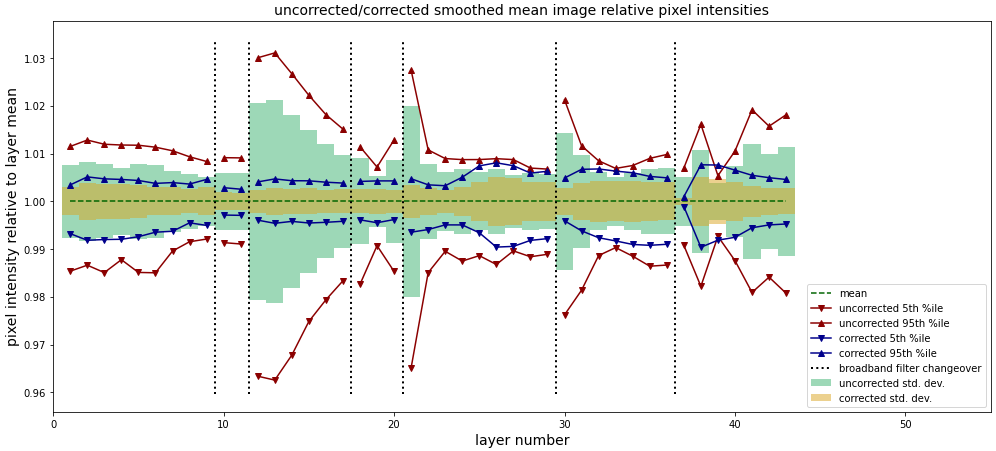 uncorrected/corrected smoothed mean image relative pixel intensities
pixel intensity relative to layer mean
1.03
1.02
1.01
1.00
0.99
0.98
0.97
0.96
mean
uncorrected 5th %ile
uncorrected 95th %ile
corrected 5th %ile
corrected 95th %ile
broadband filter changeover
uncorrected std. dev.
corrected std. dev.
0 10 20 30 40 50
layer number